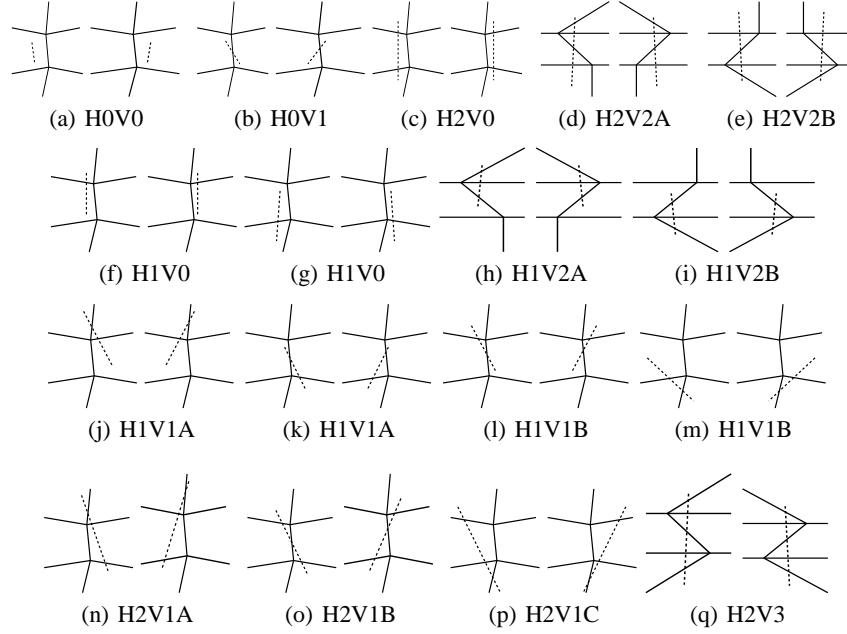 (a) H0V0 (b) H0V1 (c) H2V0 (d) H2V2A (e) H2V2B
(f) H1V0 (g) H1V0 (h) H1V2A (i) H1V2B
(j) H1V1A (k) H1V1A (l) H1V1B (m) H1V1B
(n) H2V1A (o) H2V1B (p) H2V1C (q) H2V3